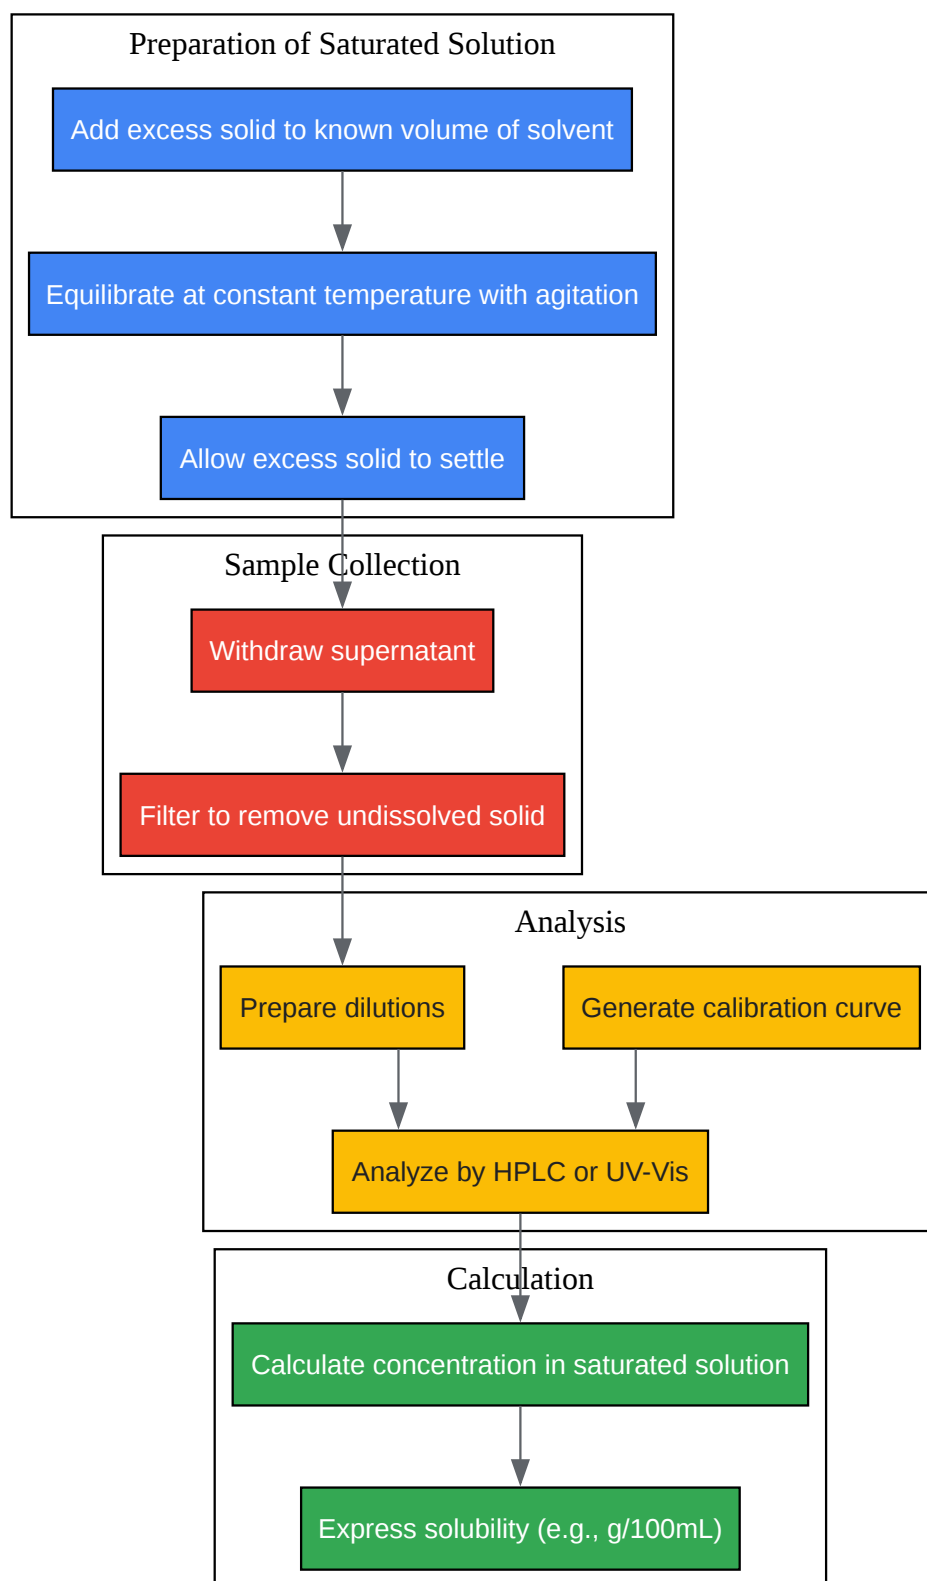 Preparation of Saturated Solution
Add excess solid to known volume of solvent
Equilibrate at constant temperature with agitation
Allow excess solid to settle
Sample Collection
Withdraw supernatant
Filter to remove undissolved solid
Analysis
Prepare dilutions
Generate calibration curve
Analyze by HPLC or UV-Vis
Calculation
Calculate concentration in saturated solution
Express solubility (e.g., g/100mL)